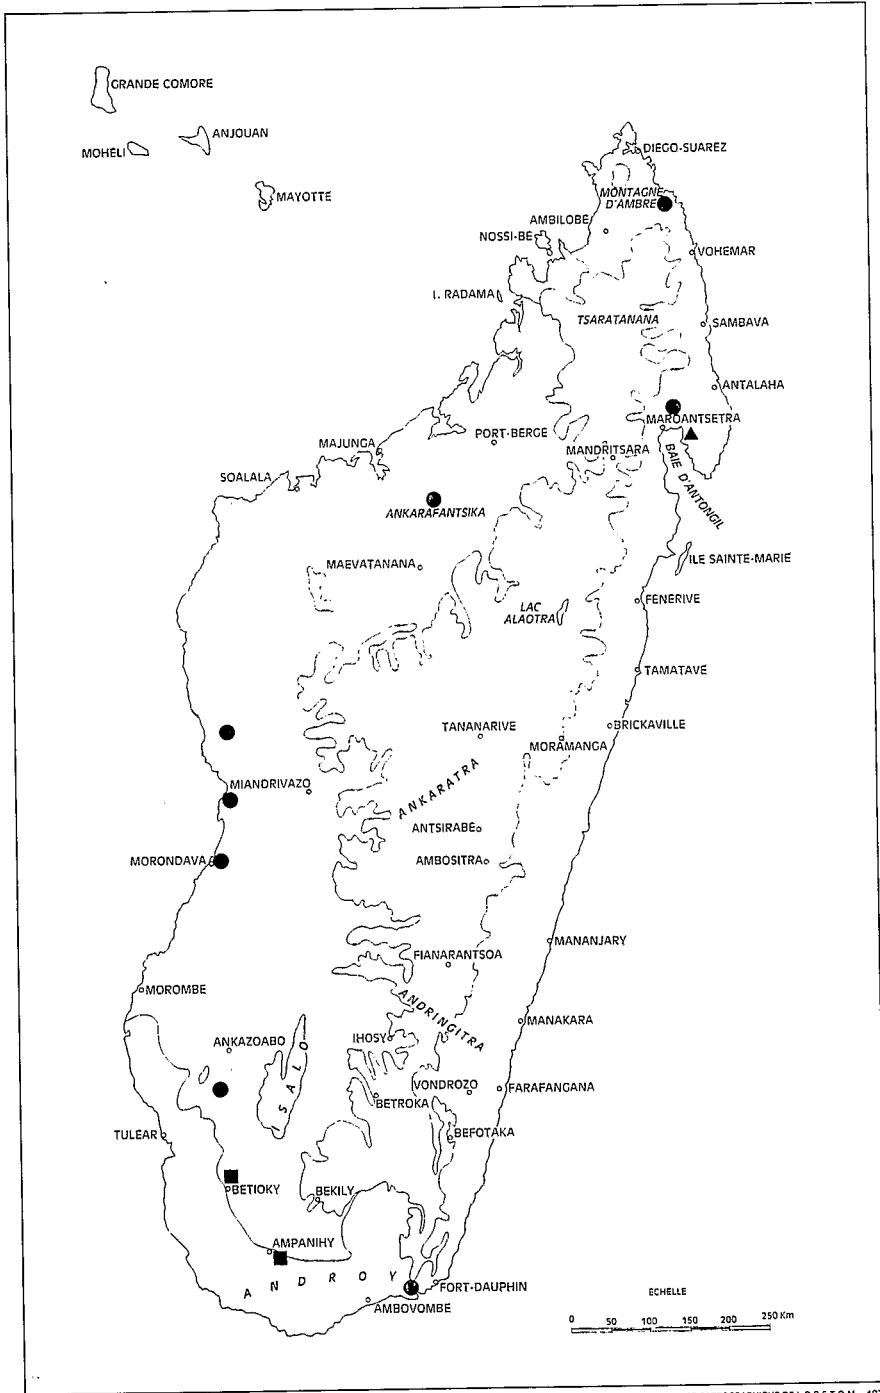 GRANDE COMORE
ANJOUAN
MOHELI
MAYOTTE
DIEGO-SUAREZ
MONTAGNE
D'AMBRE
AMBILOBE
NOSSI-BÉ
VOHEMAR
I. RADAMA
TSARATANANA
SAMBAVA
ANTALAHA
MAROANTSETRA
PORT-BERGÉ
MAJUNGA
MANDRITSARA
BAIE D'ANTONGIL
SOALALA
ANKARAFANTSIKA
ILE SAINTE-MARIE
MAEVATANANA
LAC
ALAOTRA
FENERIVE
TAMATAVE
TANANARIVE
BRICKAVILLE
MORAMANGA
MIANDRIVAZO
ANKARATRA
ANTSIRABE
MORONDAVA
AMBOSITRA
MANANJARY
FIANARANTSOA
MOROMBE
ANDRINGITRA
MANAKARA
ANKAZOABO
IHOSY
ISALO
VONDROZO
FARAFANGANA
BETROKA
TULÉAR
BEFOTAKA
BETIOKY
BEKILY
AMPANIHY
ANDROY
FORT-DAUPHIN
AMBOVOMBE
ECHELLE
0 50 100 150 200 250 Km